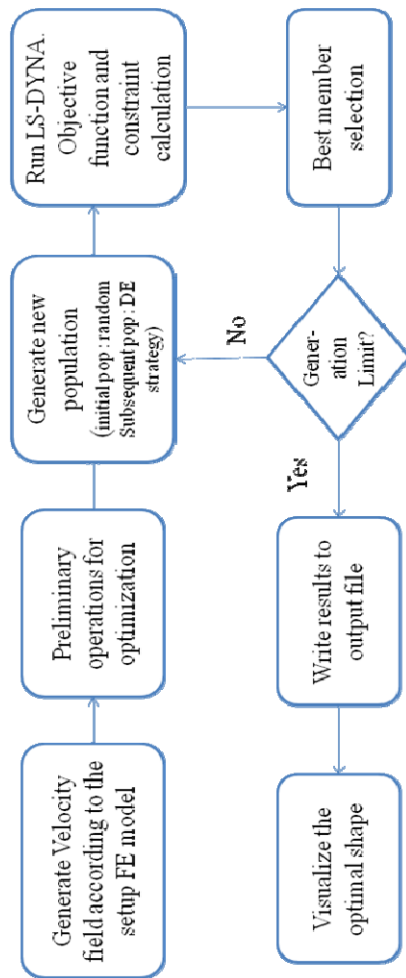 Generate Velocity
field according to the
setup FE model
Preliminary
operations for
optimization
Generate new
population
(initial pop : random
Subsequent pop : DE
strategy)
Run LS-DYNA.
Objective
function and
constraint
calculation
Best member
selection
Gener-
ation
Limit?
No
Yes
Write results to
output file
Visualize the
optimal shape